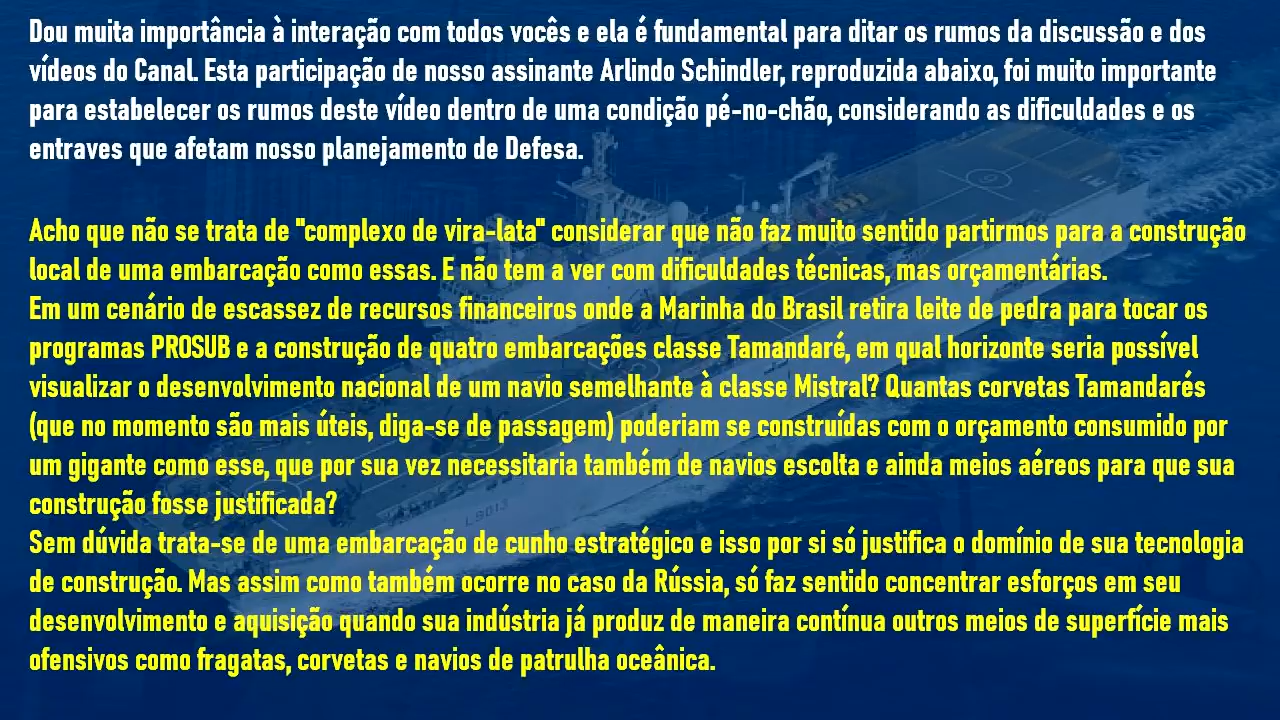 Dou muita importância à interação com todos vocês e ela é fundamental para ditar os rumos da discussão e dos
vídeos do Canal. Esta participação de nosso assinante Arlindo Schindler, reproduzida abaixo, foi muito importante
para estabelecer os rumos deste vídeo dentro de uma condição pé-no-chão, considerando as dificuldades e os
entraves que afetam nosso planejamento de Defesa.
Acho que não se trata de "complexo de vira-lata" considerar que não faz muito sentido partirmos para a construção
local de uma embarcação como essas. E não tem a ver com dificuldades técnicas, mas orçamentárias.
Em um cenário de escassez de recursos financeiros onde a Marinha do Brasil retira leite de pedra para tocar os
programas PROSUB e a construção de quatro embarcações classe Tamandaré, em qual horizonte seria possível
visualizar o desenvolvimento nacional de um navio semelhante à classe Mistral? Quantas corvetas Tamandarés
(que no momento são mais úteis, diga-se de passagem) poderiam se construídas com o orçamento consumido por
um gigante como esse, que por sua vez necessitaria também de navios escolta e ainda meios aéreos para que sua
construção fosse justificada?
Sem dúvida trata-se de uma embarcação de cunho estratégico e isso por si só justifica o domínio de sua tecnologia
de construção. Mas assim como também ocorre no caso da Rússia, só faz sentido concentrar esforços em seu
desenvolvimento e aquisição quando sua indústria já produz de maneira contínua outros meios de superfície mais
ofensivos como fragatas, corvetas e navios de patrulha oceânica.
L9013